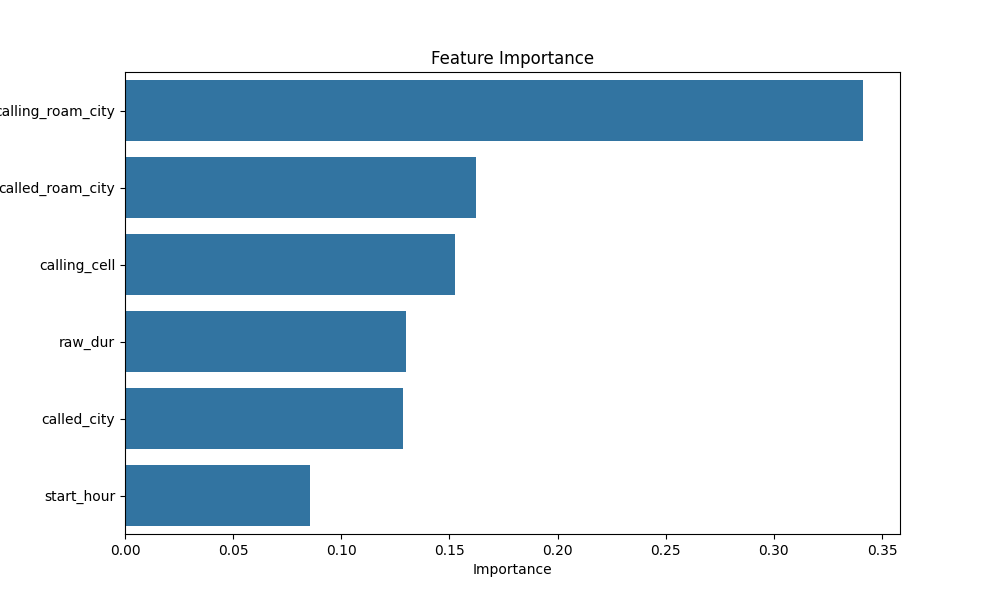 Feature Importance
calling_roam_city
called_roam_city
calling_cell
raw_dur
called_city
start_hour
0.00 0.05 0.10 0.15 0.20 0.25 0.30 0.35
Importance